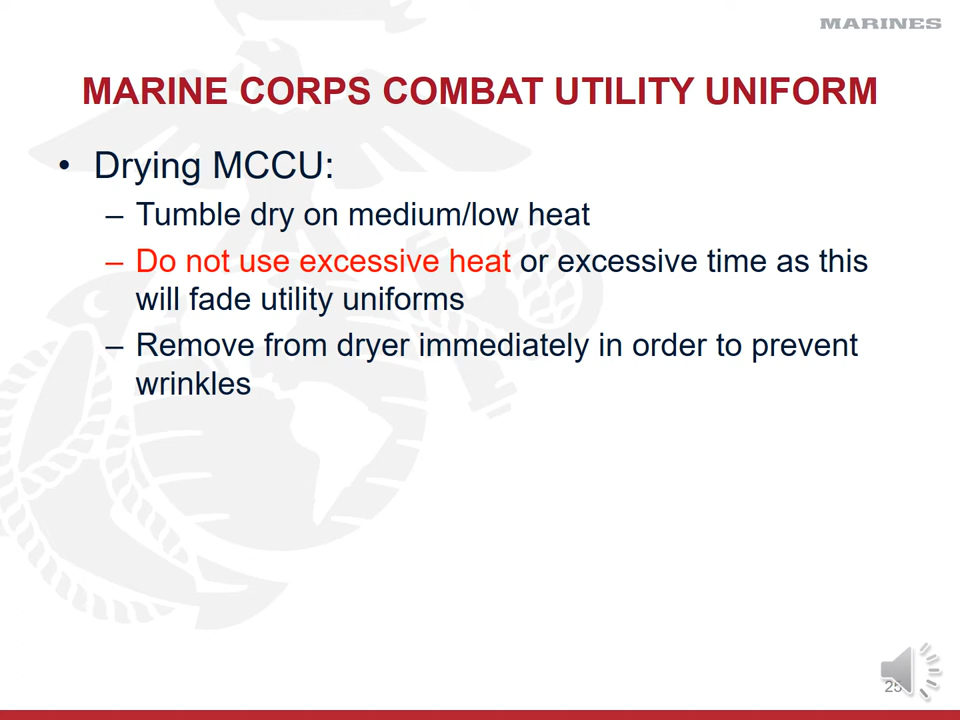 MARINES
MARINE CORPS COMBAT UTILITY UNIFORM
• Drying MCCU:
– Tumble dry on medium/low heat
– Do not use excessive heat or excessive time as this
will fade utility uniforms
– Remove from dryer immediately in order to prevent
wrinkles